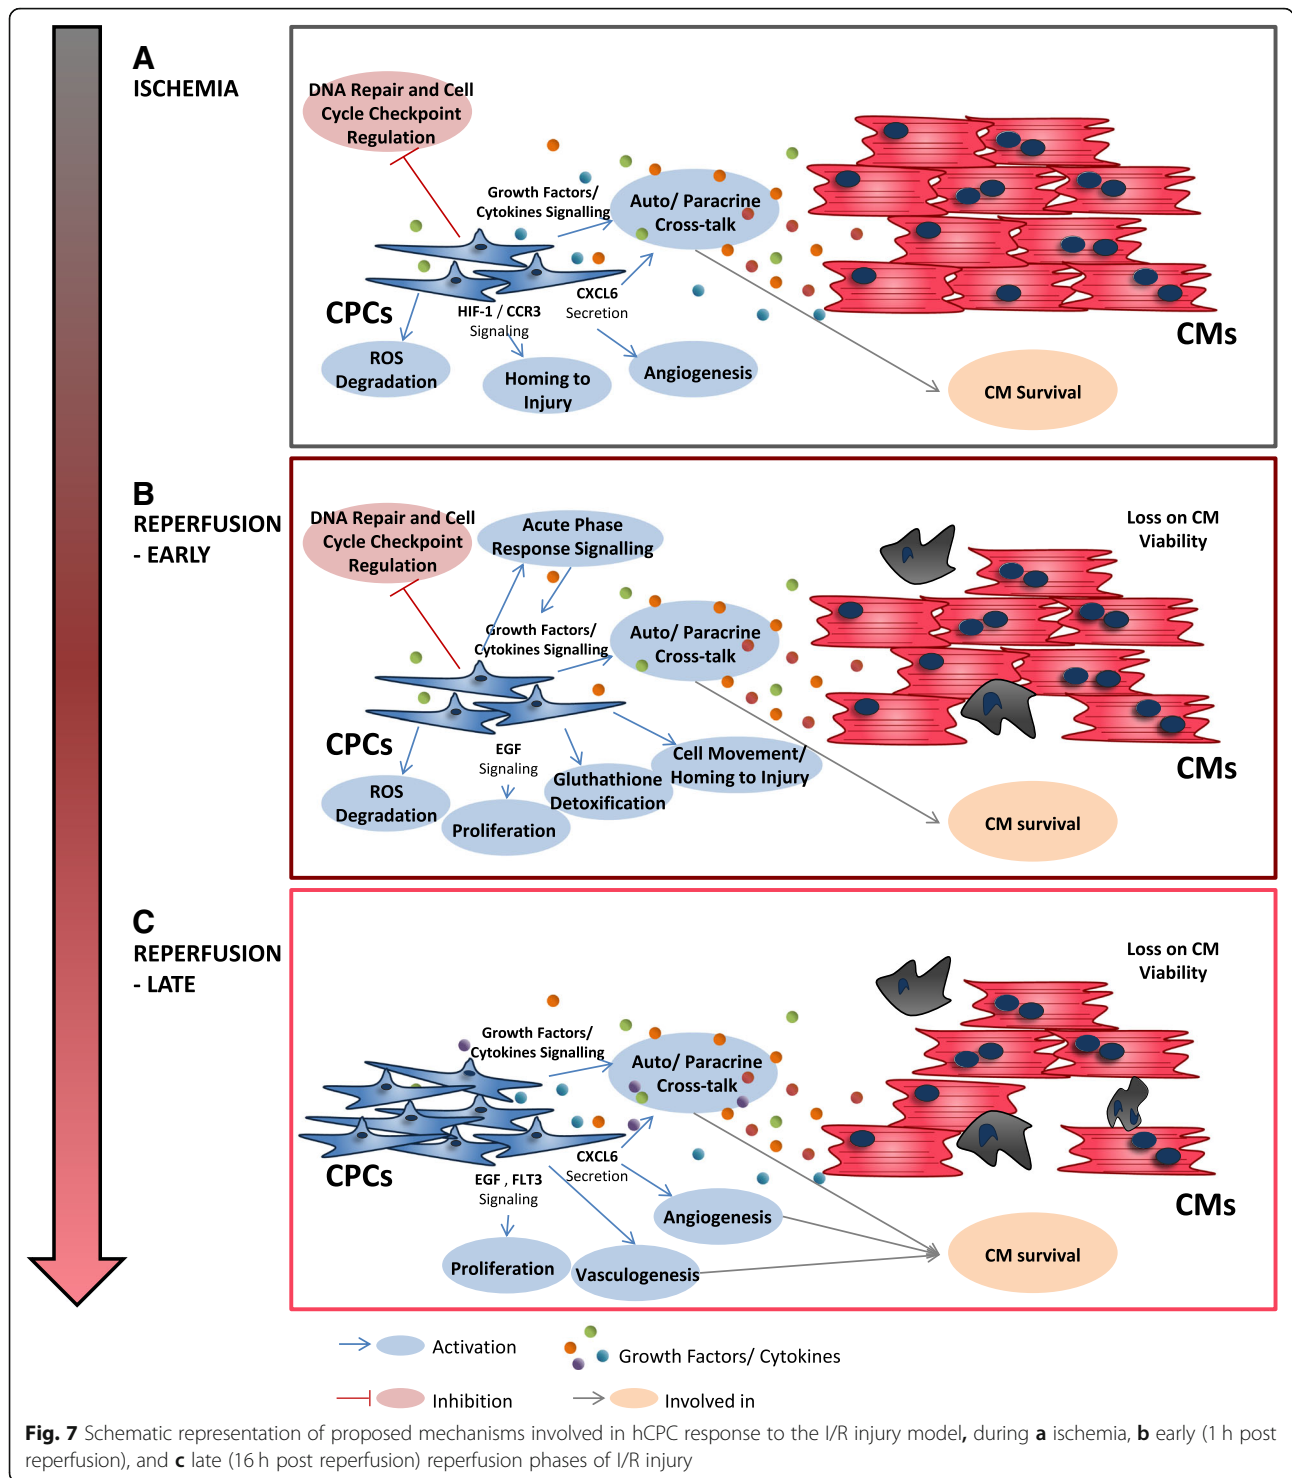 A
ISCHEMIA
DNA Repair and Cell
Cycle Checkpoint
Regulation
Growth Factors/
Cytokines Signalling
Auto/ Paracrine
Cross-talk
CPCs
HIF-1 / CCR3
Signaling
CXCL6
Secretion
ROS
Degradation
Homing to
Injury
Angiogenesis
CMs
CM Survival
B
REPERFUSION
- EARLY
DNA Repair and Cell
Cycle Checkpoint
Regulation
Acute Phase
Response Signalling
Growth Factors/
Cytokines Signalling
Auto/ Paracrine
Cross-talk
Loss on CM
Viability
CPCs
EGF
Signaling
ROS
Degradation
Proliferation
Gluthathione
Detoxification
Cell Movement/
Homing to Injury
CMs
CM survival
C
REPERFUSION
- LATE
Growth Factors/
Cytokines Signalling
Auto/ Paracrine
Cross-talk
Loss on CM
Viability
CPCs
EGF , FLT3
Signaling
CXCL6
Secretion
Angiogenesis
Proliferation
Vasculogenesis
CMs
CM survival
Activation
Growth Factors/ Cytokines
Inhibition
Involved in
Fig. 7 Schematic representation of proposed mechanisms involved in hCPC response to the I/R injury model, during a ischemia, b early (1 h post
reperfusion), and c late (16 h post reperfusion) reperfusion phases of I/R injury